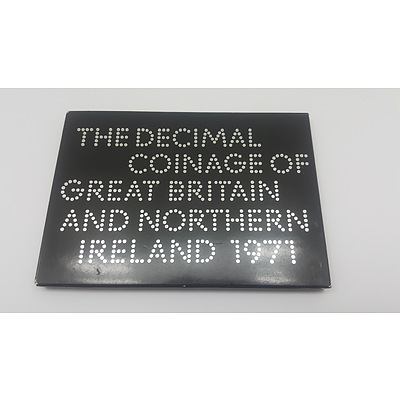 THE DECIMAL
COINAGE OF
GREAT BRITAIN
AND NORTHERN
IRELAND 1971